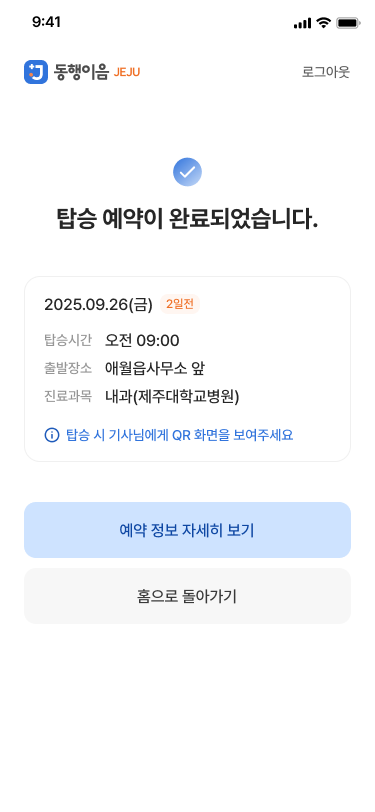 9:41
동행이음 JEJU
로그아웃
탑승 예약이 완료되었습니다.
2025.09.26(금) 2일전
탑승시간 오전 09:00
출발장소 애월읍사무소 앞
진료과목 내과(제주대학교병원)
탑승 시 기사님에게 QR 화면을 보여주세요
예약 정보 자세히 보기
홈으로 돌아가기